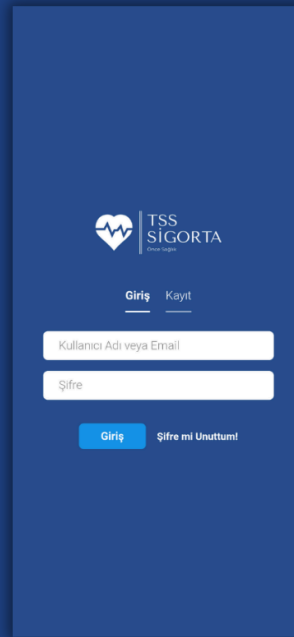 TSS
SİGORTA
Giriş Kayıt
Kullanıcı Adı veya Email
Şifre
Giriş Şifre mi Unuttum!